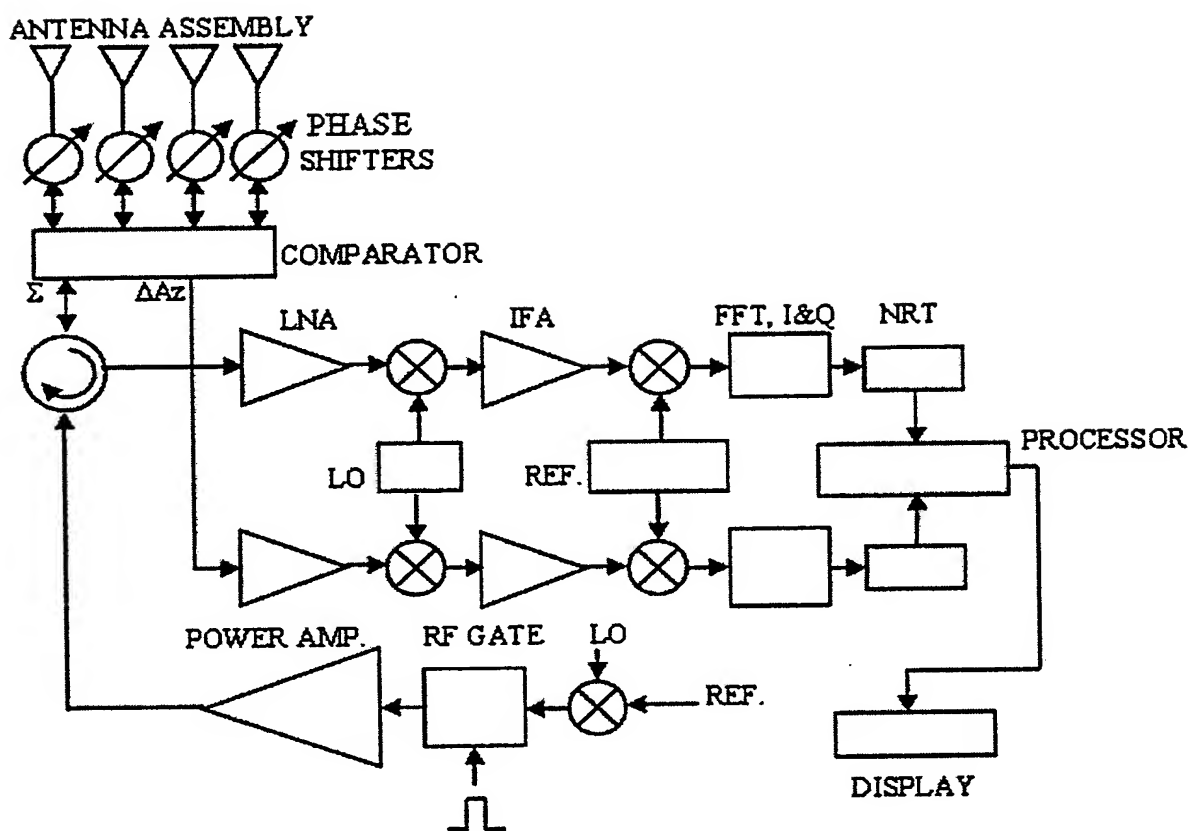 ANTENNA ASSEMBLY
PHASE
SHIFTERS
COMPARATOR
Σ
ΔAz
LNA
IFA
FFT, I&Q
NRT
LO
REF.
PROCESSOR
POWER AMP.
RF GATE
LO
REF.
DISPLAY